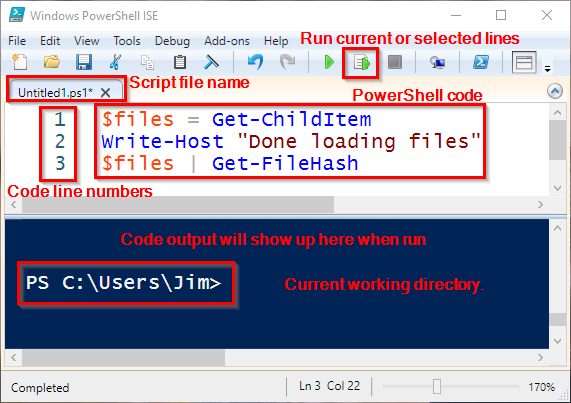 Windows PowerShell ISE
File Edit View Tools Debug Add-ons Help
Run current or selected lines
Untitled1.ps1* X
Script file name
PowerShell code
1 $files = Get-ChildItem
2 Write-Host "Done loading files"
3 $files | Get-FileHash
Code line numbers
Code output will show up here when run
PS C:\Users\Jim>
Current working directory.
Completed
Ln 3 Col 22
170%